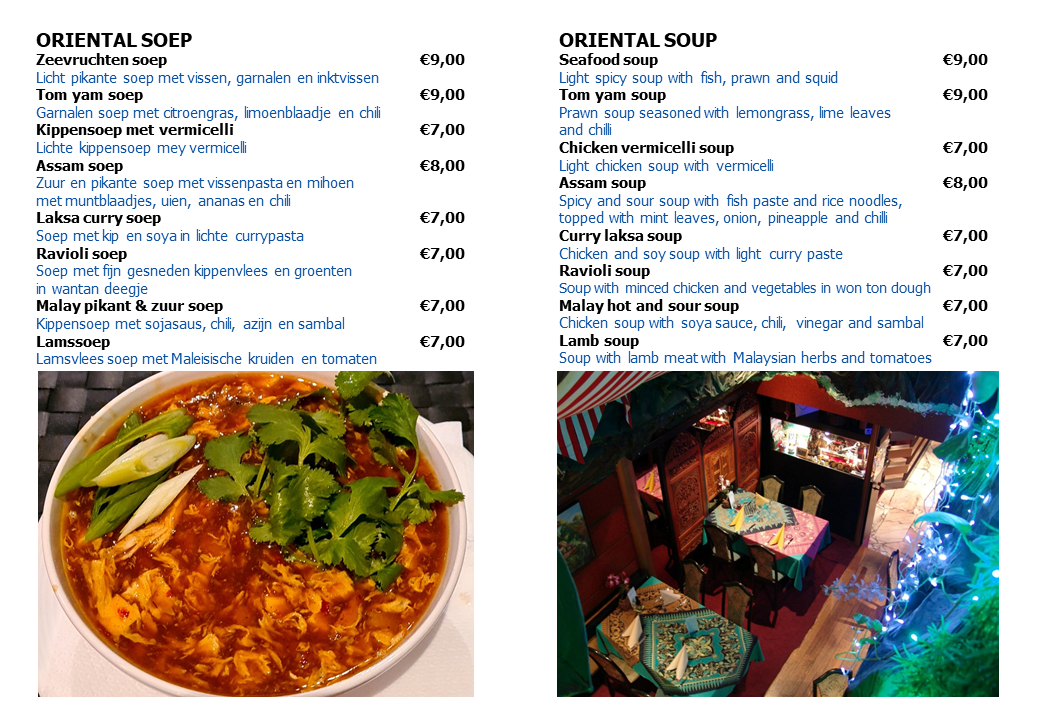 ORIENTAL SOEP
Zeevruchten soep €9,00
Licht pikante soep met vissen, garnalen en inktvissen
Tom yam soep €9,00
Garnalen soep met citroengras, limoenblaadje en chili
Kippensoep met vermicelli €7,00
Lichte kippensoep mey vermicelli
Assam soep €8,00
Zuur en pikante soep met vissenpasta en mihoen
met muntblaadjes, uien, ananas en chili
Laksa curry soep €7,00
Soep met kip en soya in lichte currypasta
Ravioli soep €7,00
Soep met fijn gesneden kippenvlees en groenten
in wantan deegje
Malay pikant & zuur soep €7,00
Kippensoep met sojasaus, chili, azijn en sambal
Lamssoep €7,00
Lamsvlees soep met Maleisische kruiden en tomaten
ORIENTAL SOUP
Seafood soup €9,00
Light spicy soup with fish, prawn and squid
Tom yam soup €9,00
Prawn soup seasoned with lemongrass, lime leaves
and chilli
Chicken vermicelli soup €7,00
Light chicken soup with vermicelli
Assam soup €8,00
Spicy and sour soup with fish paste and rice noodles,
topped with mint leaves, onion, pineapple and chilli
Curry laksa soup €7,00
Chicken and soy soup with light curry paste
Ravioli soup €7,00
Soup with minced chicken and vegetables in won ton dough
Malay hot and sour soup €7,00
Chicken soup with soya sauce, chili, vinegar and sambal
Lamb soup €7,00
Soup with lamb meat with Malaysian herbs and tomatoes